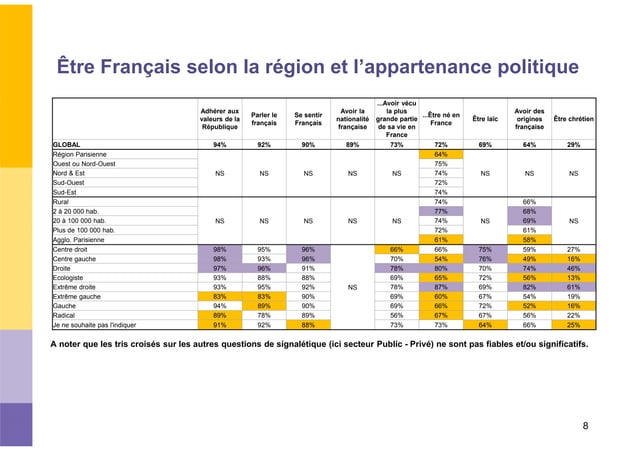 Être Français selon la région et l’appartenance politique
Adhérer aux valeurs de la République | Parler le français | Se sentir Français | Avoir la nationalité française | ...Avoir vécu la plus grande partie de sa vie en France | ...Être né en France | Être laïc | Avoir des origines française | Être chrétien
GLOBAL 94% 92% 90% 89% 73% 72% 69% 64% 29%
Région Parisienne 64%
Ouest ou Nord-Ouest 75%
Nord & Est NS NS NS NS NS 74% NS NS NS
Sud-Ouest 72%
Sud-Est 74%
Rural 74% 66%
2 à 20 000 hab. 77% 68%
20 à 100 000 hab. NS NS NS NS NS 74% NS 69% NS
Plus de 100 000 hab. 72% 61%
Agglo. Parisienne 61% 58%
Centre droit 98% 95% 96% 66% 66% 75% 59% 27%
Centre gauche 98% 93% 96% 70% 54% 76% 49% 16%
Droite 97% 96% 91% 78% 80% 70% 74% 46%
Ecologiste 93% 88% 88% 69% 65% 72% 56% 13%
Extrême droite 93% 95% 92% NS 78% 87% 69% 82% 61%
Extrême gauche 83% 83% 90% 69% 60% 67% 54% 19%
Gauche 94% 89% 90% 69% 66% 72% 52% 16%
Radical 89% 78% 89% 56% 67% 67% 56% 22%
Je ne souhaite pas l'indiquer 91% 92% 88% 73% 73% 64% 66% 25%
A noter que les tris croisés sur les autres questions de signalétique (ici secteur Public - Privé) ne sont pas fiables et/ou significatifs.
8